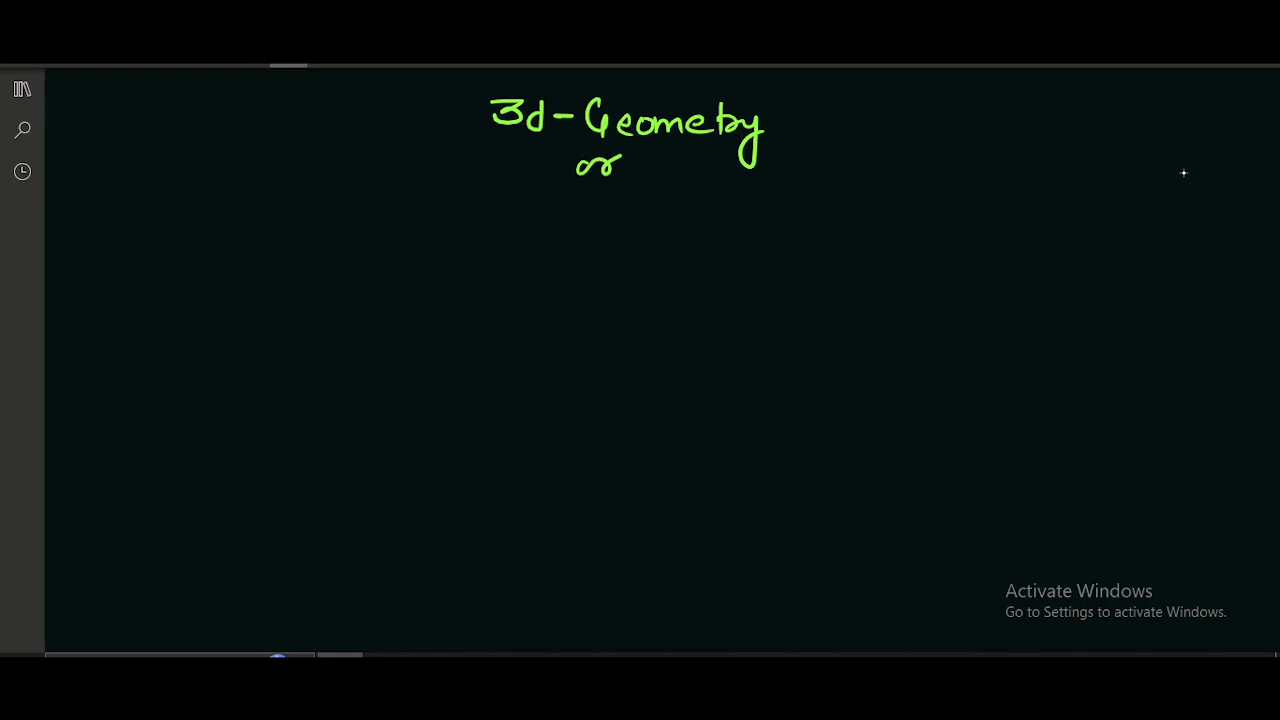 3d-Geometry
or
Activate Windows
Go to Settings to activate Windows.